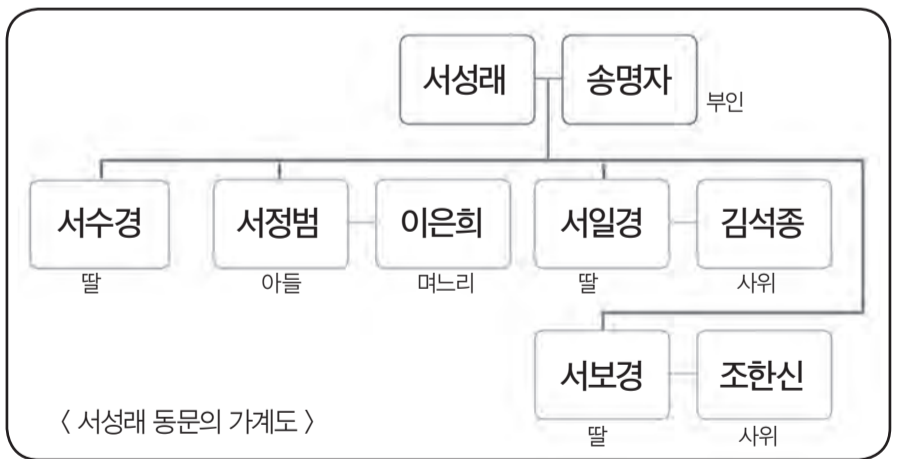 서성래 송명자
부인
서수경 서정범 이은희 서일경 김석종
딸 아들 며느리 딸 사위
서보경 조한신
딸 사위
〈 서성래 동문의 가계도 〉